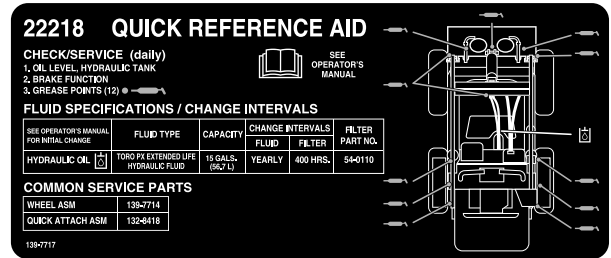 22218 QUICK REFERENCE AID
CHECK/SERVICE (daily)
1. OIL LEVEL, HYDRAULIC TANK
2. BRAKE FUNCTION
3. GREASE POINTS (12)
SEE
OPERATOR'S
MANUAL
FLUID SPECIFICATIONS / CHANGE INTERVALS
SEE OPERATOR'S MANUAL
FOR INITIAL CHANGE
FLUID TYPE
CAPACITY
CHANGE INTERVALS
FLUID
FILTER
FILTER
PART NO.
HYDRAULIC OIL
TORO PX EXTENDED LIFE
HYDRAULIC FLUID
15 GALS.
(56.7 L)
YEARLY
400 HRS.
54-0110
COMMON SERVICE PARTS
WHEEL ASM 139-7714
QUICK ATTACH ASM 132-8418
139-7717